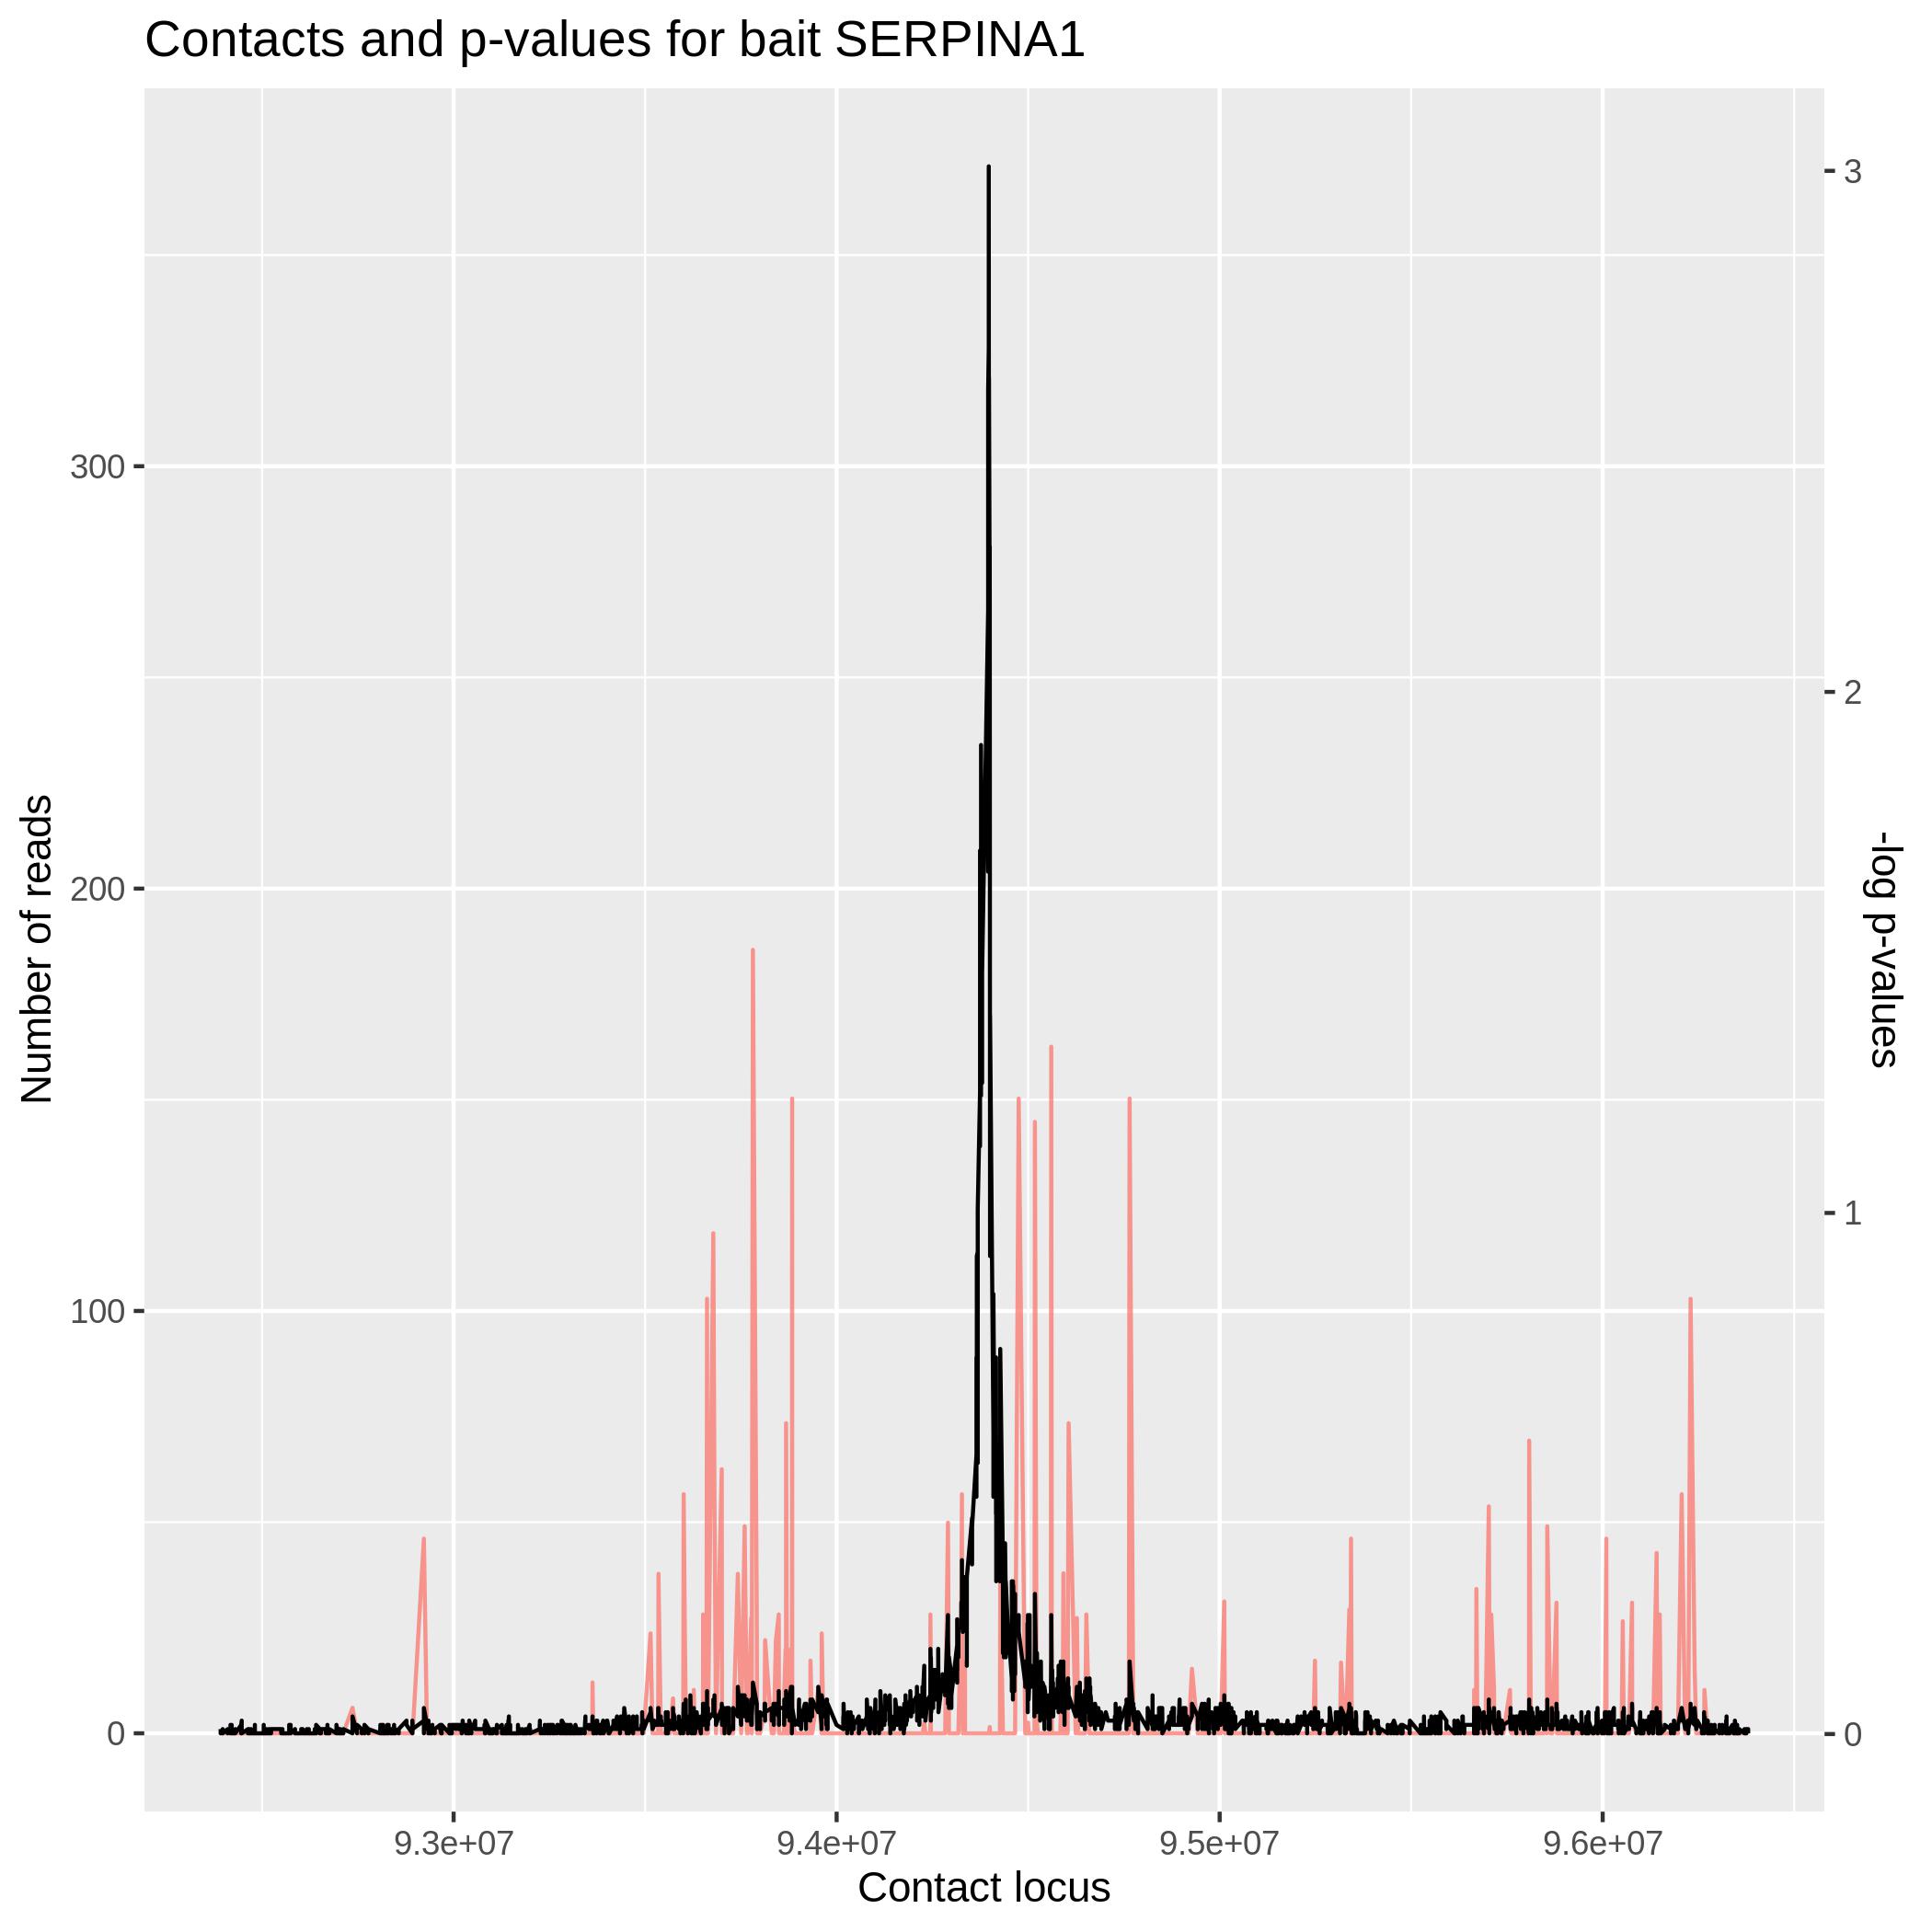 Contacts and p-values for bait SERPINA1
Number of reads
300
200
100
0
3
2
1
0
-log p-values
9.3e+07
9.4e+07
9.5e+07
9.6e+07
Contact locus